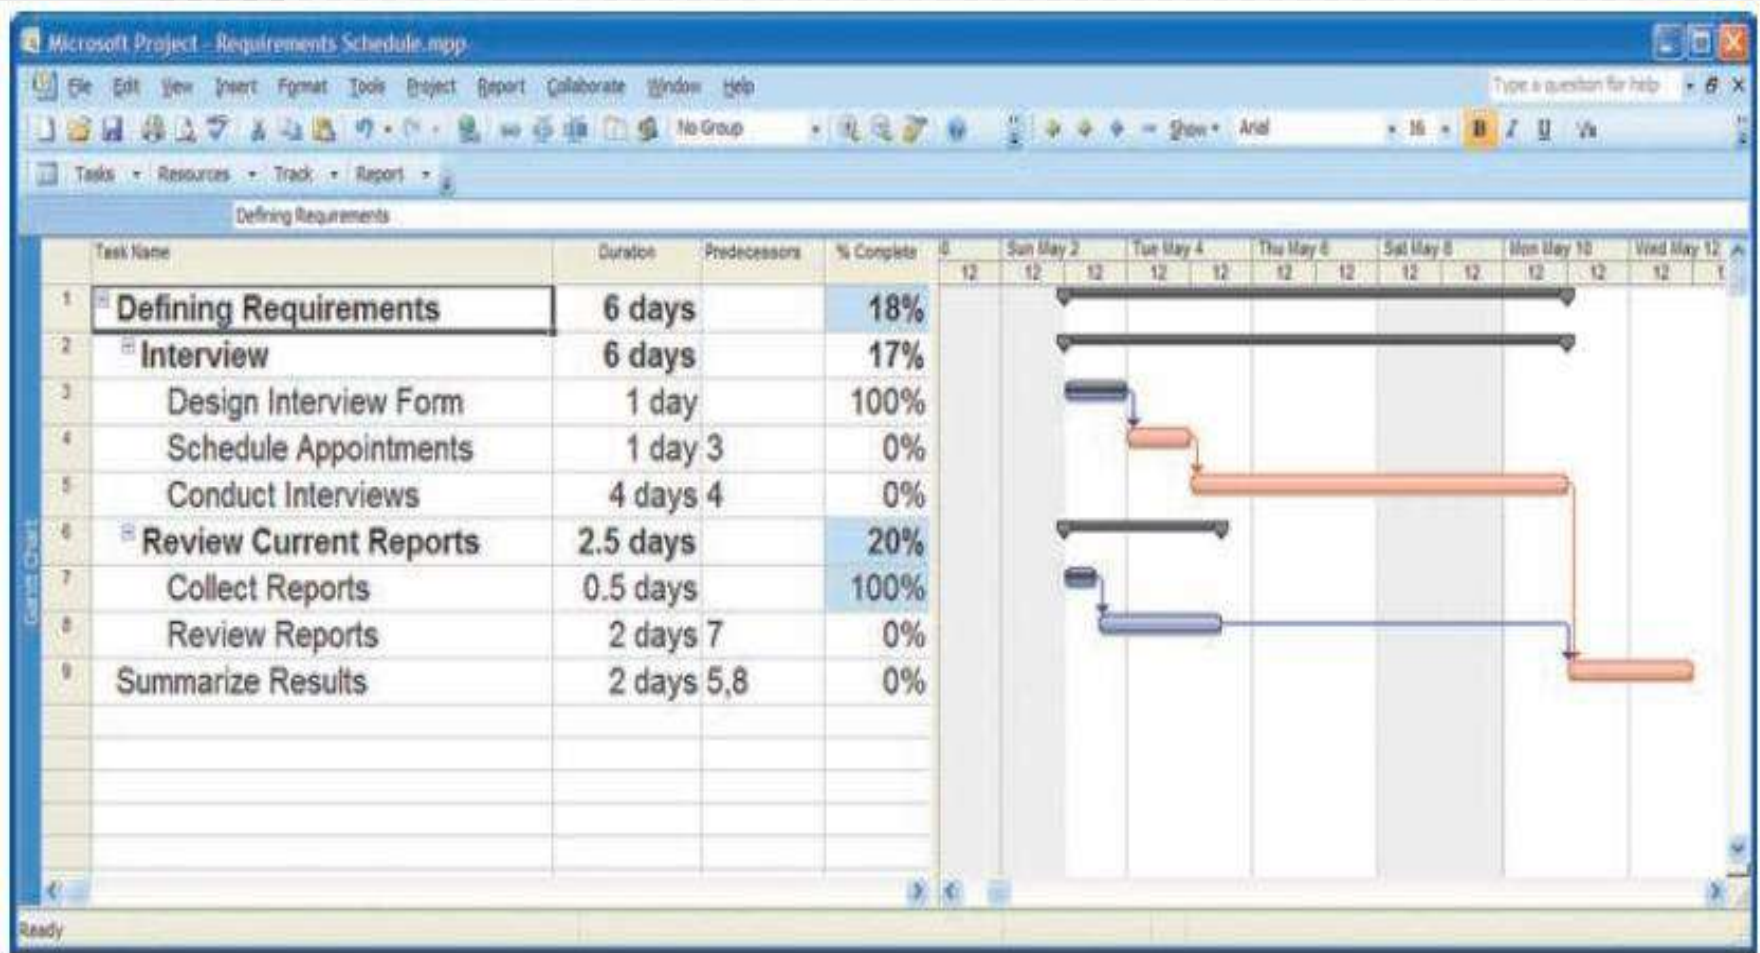 Microsoft Project - Requirements Schedule.mpp
File Edit View Insert Format Tools Project Report Collaborate Window Help Type a question for help
No Group Show Arial 16 B I U
Tasks Resources Track Report
Defining Requirements
Task Name Duration Predecessors % Complete Sun May 2 Tue May 4 Thu May 6 Sat May 8 Mon May 10 Wed May 12
12 12 12 12 12 12 12 12 12 12 12 12
1 Defining Requirements 6 days 18%
2 Interview 6 days 17%
3 Design Interview Form 1 day 100%
4 Schedule Appointments 1 day 3 0%
5 Conduct Interviews 4 days 4 0%
6 Review Current Reports 2.5 days 20%
7 Collect Reports 0.5 days 100%
8 Review Reports 2 days 7 0%
9 Summarize Results 2 days 5,8 0%
Gantt Chart
Ready